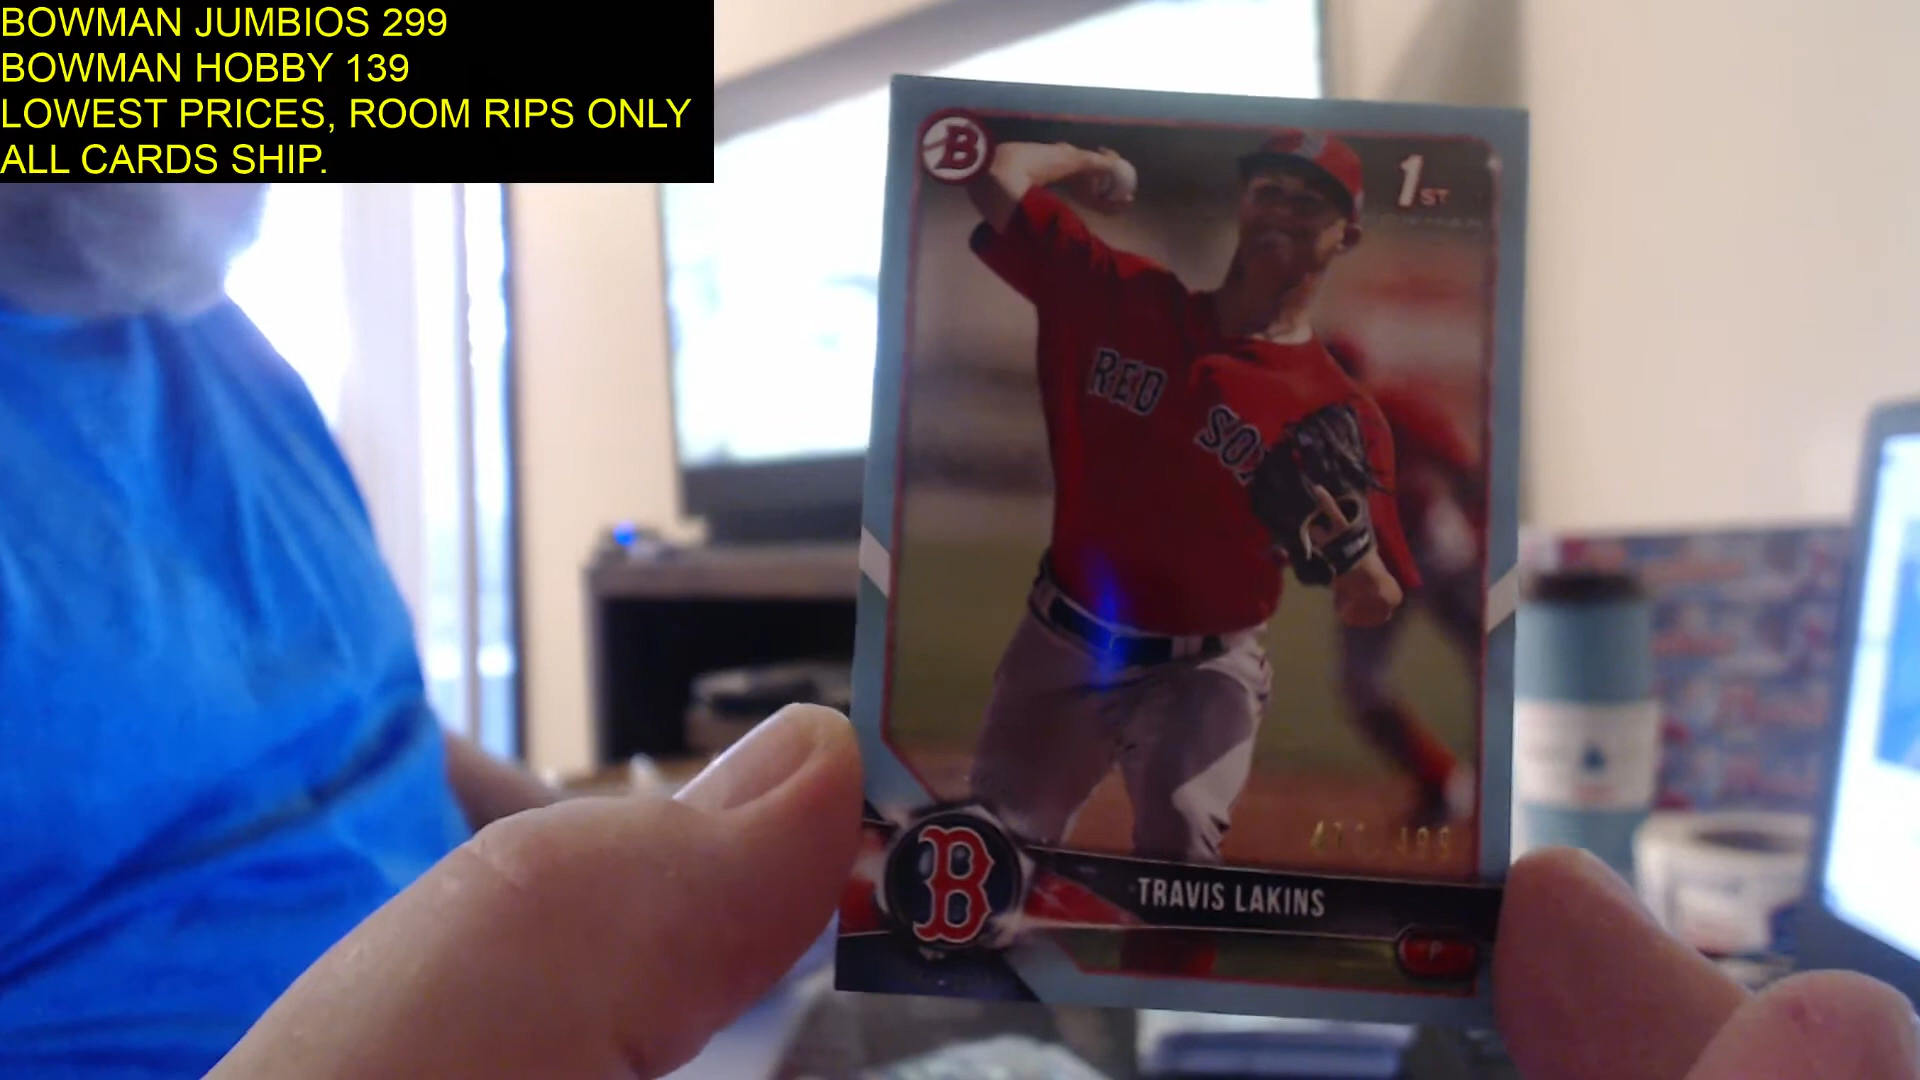 BOWMAN JUMBIOS 299
BOWMAN HOBBY 139
LOWEST PRICES, ROOM RIPS ONLY
ALL CARDS SHIP.
B
1ST
BOWMAN
RED SOX
B
TRAVIS LAKINS
P